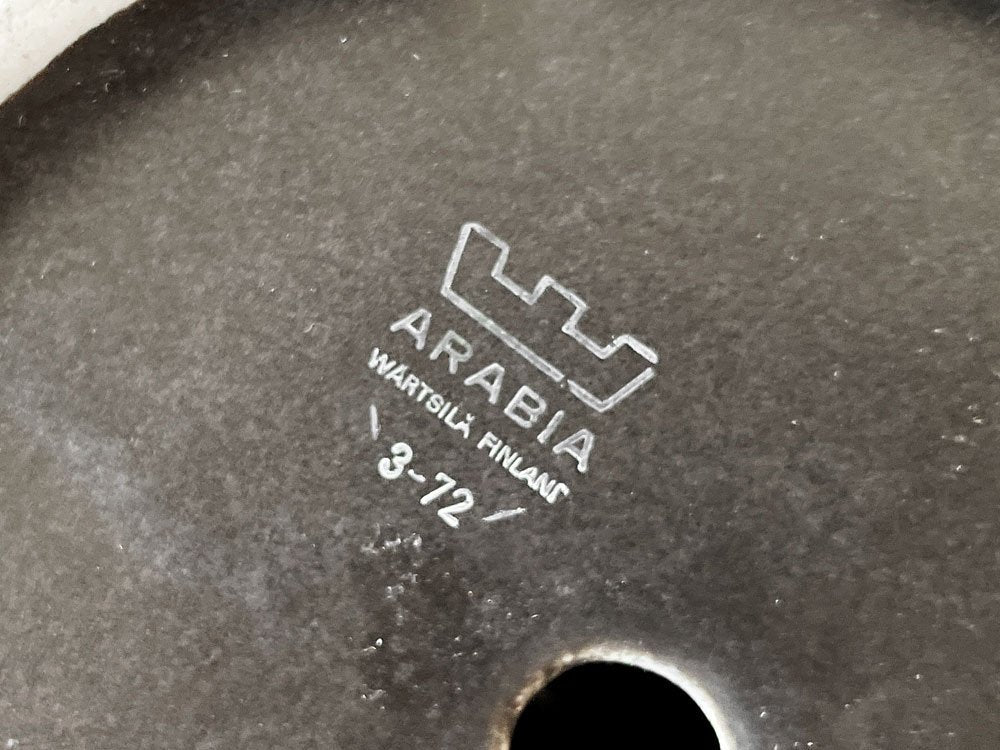 ARABIA
WÄRTSILÄ FINLAND
3-72